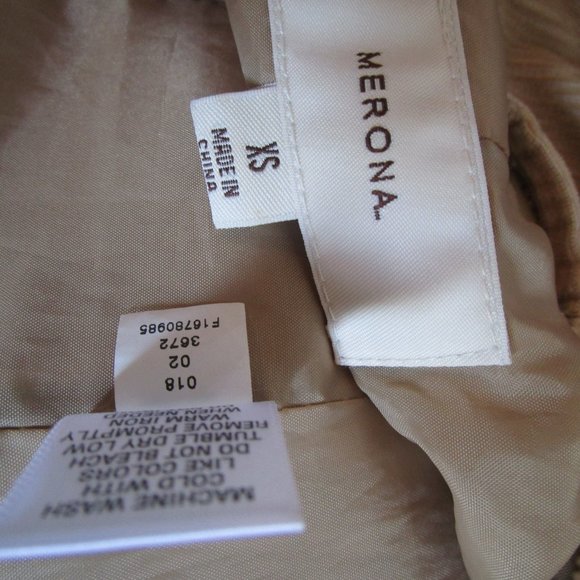 MERONA™
XS
MADE IN
CHINA
018
02
3672
F16780985
MACHINE WASH
COLD WITH
LIKE COLORS
DO NOT BLEACH
TUMBLE DRY LOW
REMOVE PROMPTLY
WARM IRON
WHEN NEEDED